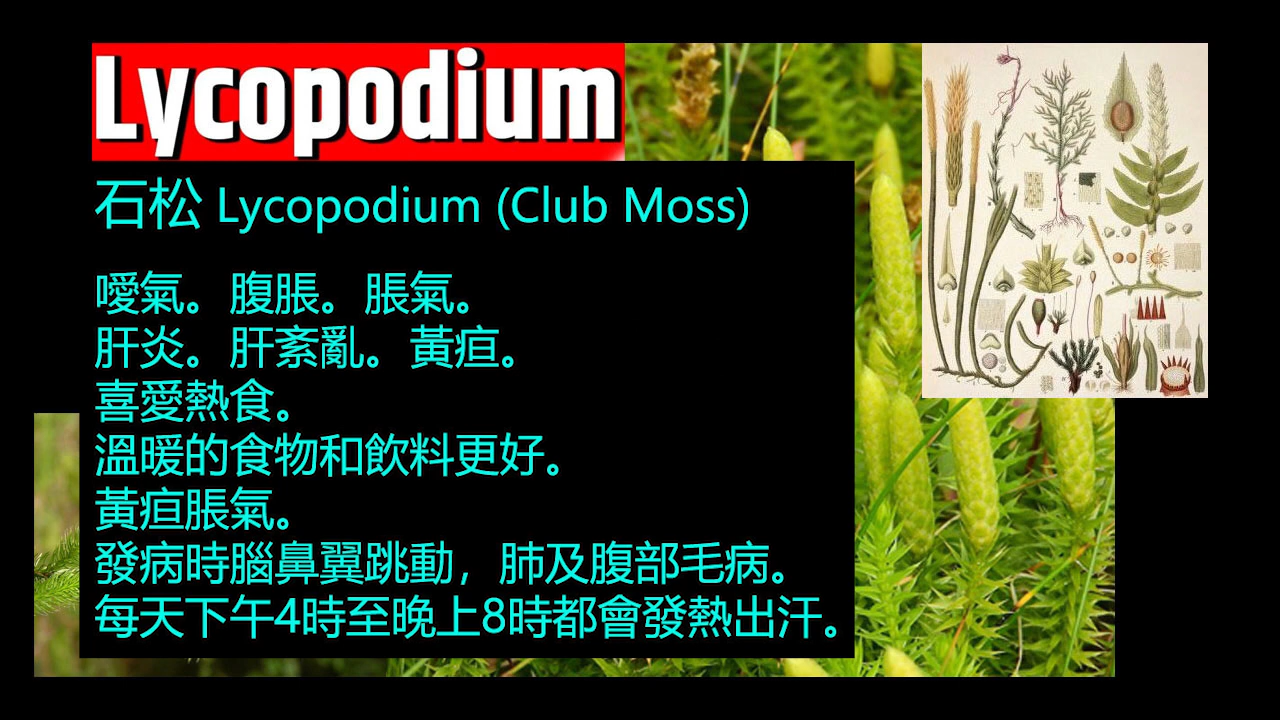 Lycopodium
石松 Lycopodium (Club Moss)
噯氣。腹脹。脹氣。
肝炎。肝紊亂。黃疸。
喜愛熱食。
溫暖的食物和飲料更好。
黃疸脹氣。
發病時腦鼻翼跳動，肺及腹部毛病。
每天下午4時至晚上8時都會發熱出汗。